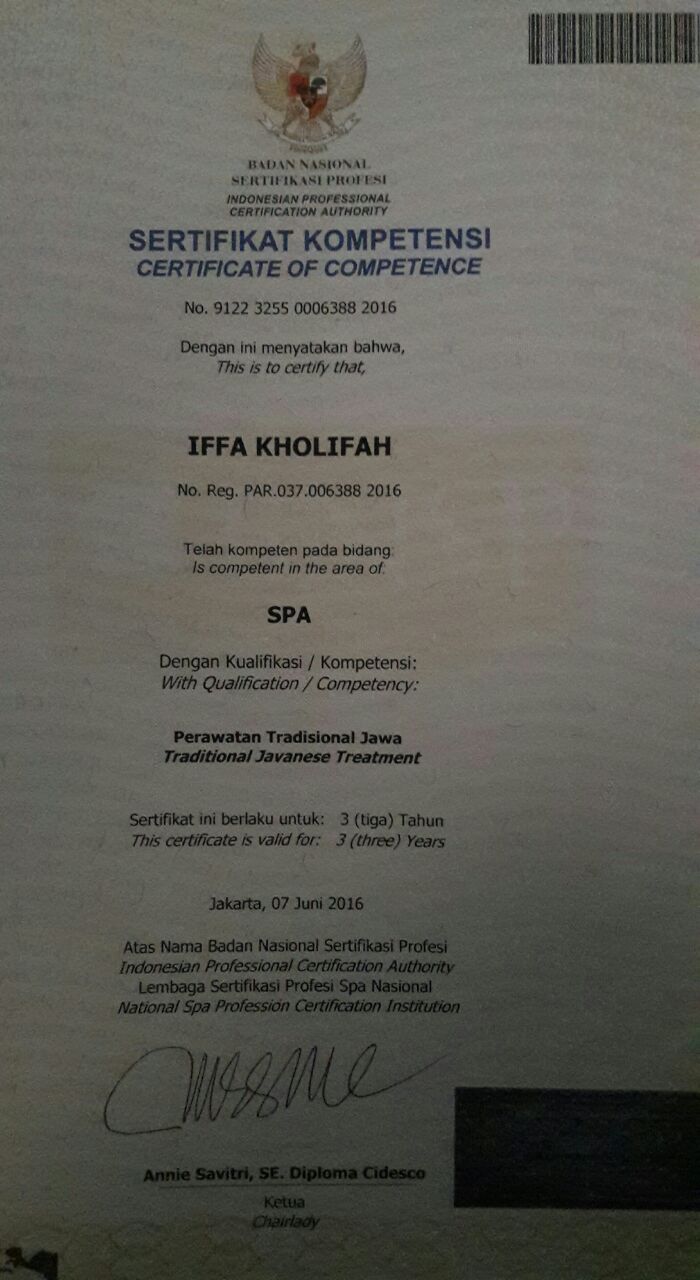 BADAN NASIONAL
SERTIFIKASI PROFESI
INDONESIAN PROFESSIONAL
CERTIFICATION AUTHORITY
SERTIFIKAT KOMPETENSI
CERTIFICATE OF COMPETENCE
No. 9122 3255 0006388 2016
Dengan ini menyatakan bahwa,
This is to certify that,
IFFA KHOLIFAH
No. Reg. PAR.037.006388 2016
Telah kompeten pada bidang:
Is competent in the area of:
SPA
Dengan Kualifikasi / Kompetensi:
With Qualification / Competency:
Perawatan Tradisional Jawa
Traditional Javanese Treatment
Sertifikat ini berlaku untuk: 3 (tiga) Tahun
This certificate is valid for: 3 (three) Years
Jakarta, 07 Juni 2016
Atas Nama Badan Nasional Sertifikasi Profesi
Indonesian Professional Certification Authority
Lembaga Sertifikasi Profesi Spa Nasional
National Spa Profession Certification Institution
Annie Savitri, SE. Diploma Cidesco
Ketua
Chairlady